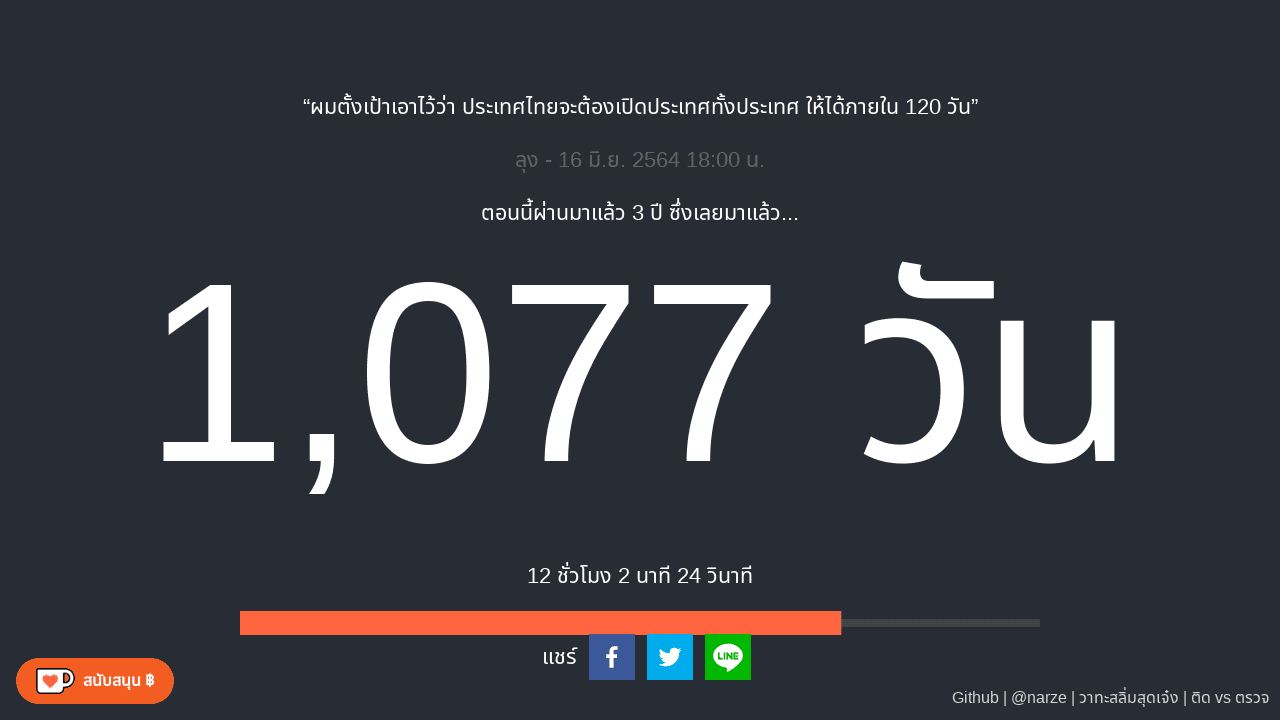 “ผมตั้งเป้าเอาไว้ว่า ประเทศไทยจะต้องเปิดประเทศทั้งประเทศ ให้ได้ภายใน 120 วัน”
ลุง - 16 มิ.ย. 2564 18:00 น.
ตอนนี้ผ่านมาแล้ว 3 ปี ซึ่งเลยมาแล้ว...
1,077 วัน
12 ชั่วโมง 2 นาที 24 วินาที
แชร์
LINE
สนับสนุน ฿
Github | @narze | วาทะสลิ่มสุดเจ๋ง | ติด vs ตรวจ